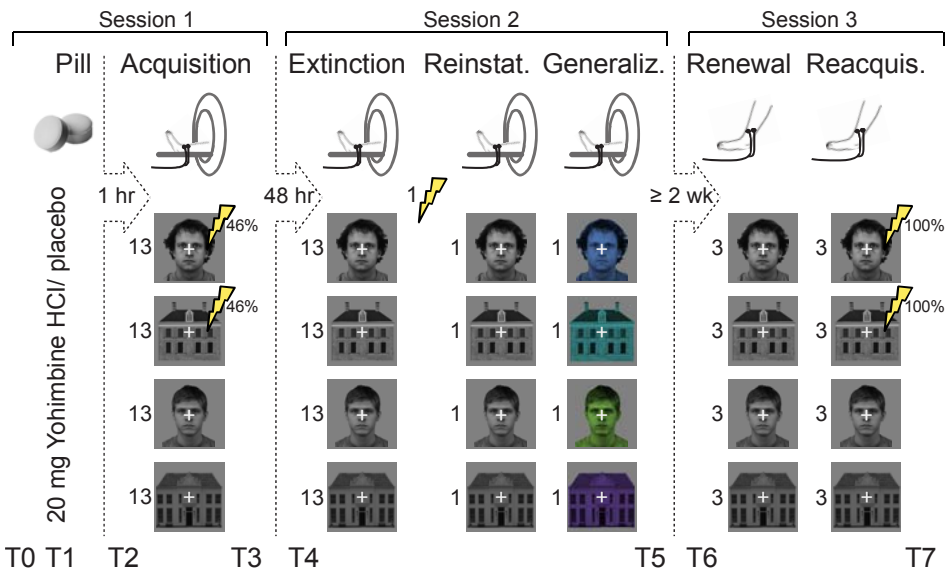 Session 1 Session 2 Session 3
Pill Acquisition Extinction Reinstat. Generaliz. Renewal Reacquis.
1 hr 48 hr 1 ≥ 2 wk
20 mg Yohimbine HCl/ placebo
13 46% 13 1 1 3 3 100%
13 46% 13 1 1 3 3 100%
13 13 1 1 3 3
13 13 1 1 3 3
T0 T1 T2 T3 T4 T5 T6 T7